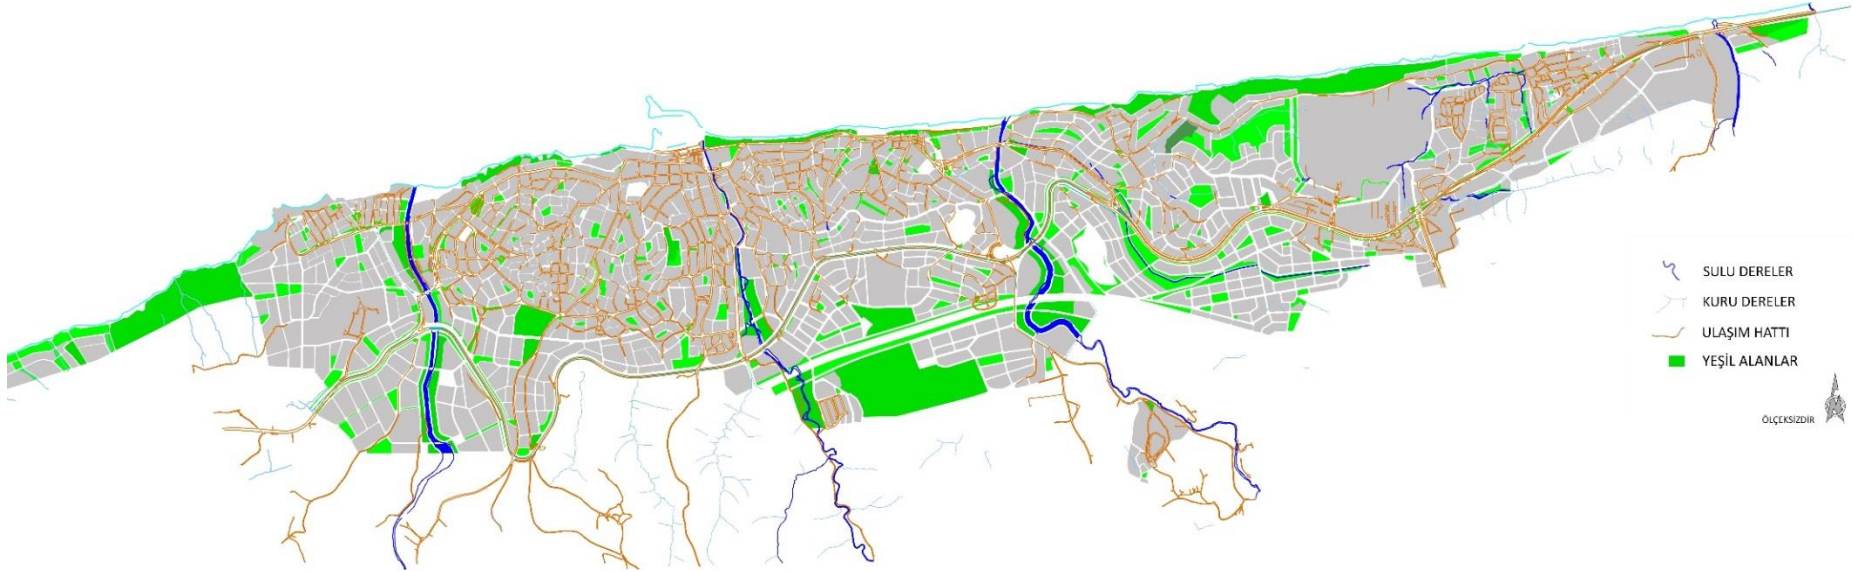 SULU DERELER
KURU DERELER
ULAŞIM HATTI
YEŞİL ALANLAR
ÖLÇEKSİZDİR